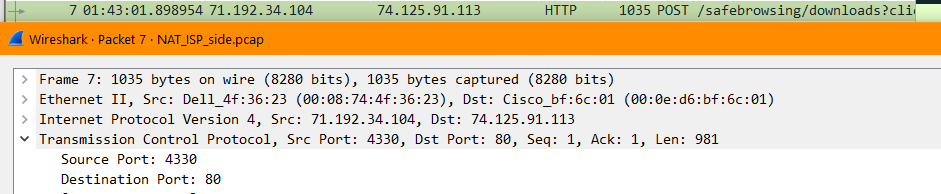 7 01:43:01.898954 71.192.34.104 74.125.91.113 HTTP 1035 POST /safebrowsing/downloads?clie
Wireshark · Packet 7 · NAT_ISP_side.pcap
Frame 7: 1035 bytes on wire (8280 bits), 1035 bytes captured (8280 bits)
Ethernet II, Src: Dell_4f:36:23 (00:08:74:4f:36:23), Dst: Cisco_bf:6c:01 (00:0e:d6:bf:6c:01)
Internet Protocol Version 4, Src: 71.192.34.104, Dst: 74.125.91.113
Transmission Control Protocol, Src Port: 4330, Dst Port: 80, Seq: 1, Ack: 1, Len: 981
Source Port: 4330
Destination Port: 80